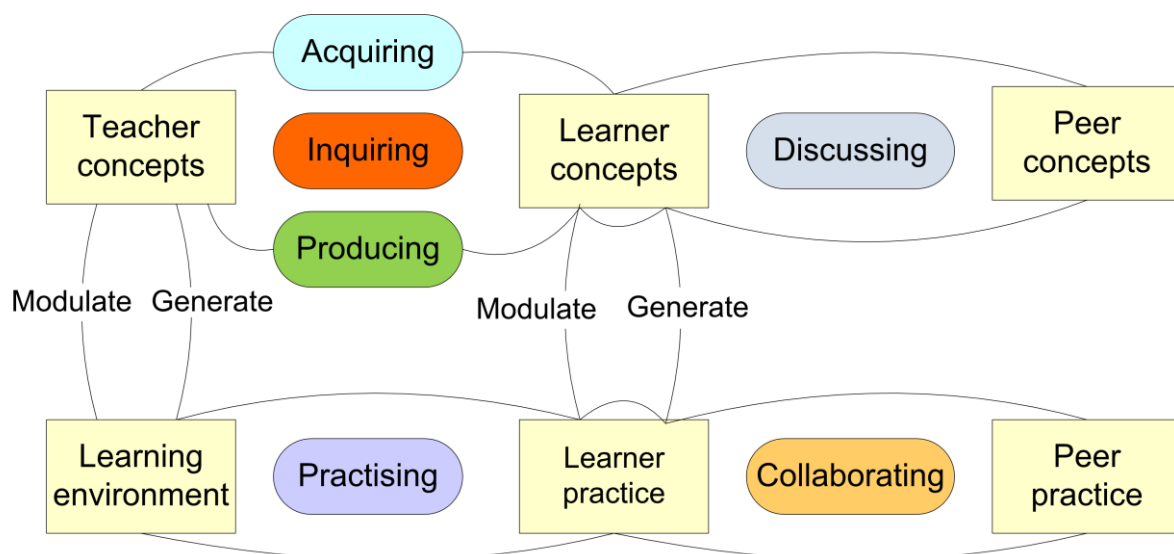 Acquiring
Teacher
concepts
Inquiring
Learner
concepts
Discussing
Peer
concepts
Producing
Modulate
Generate
Modulate
Generate
Learning
environment
Practising
Learner
practice
Collaborating
Peer
practice